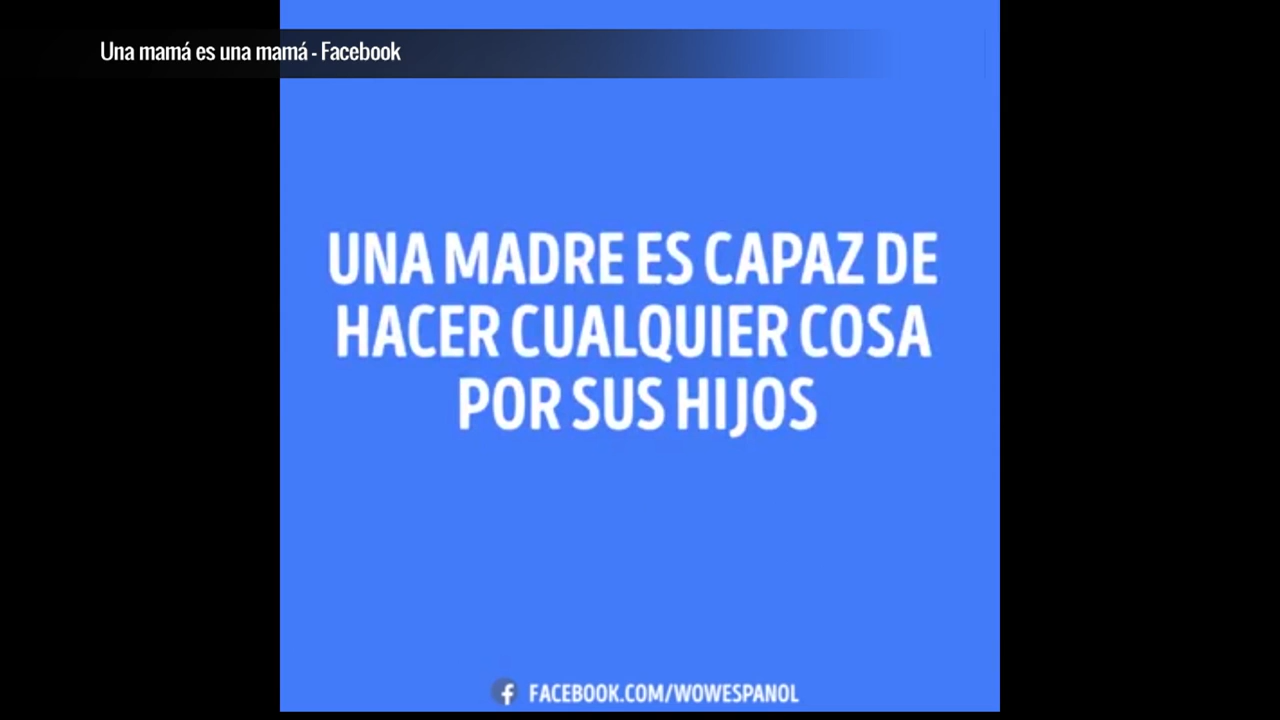 Una mamá es una mamá - Facebook
UNA MADRE ES CAPAZ DE
HACER CUALQUIER COSA
POR SUS HIJOS
FACEBOOK.COM/WOWESPANOL